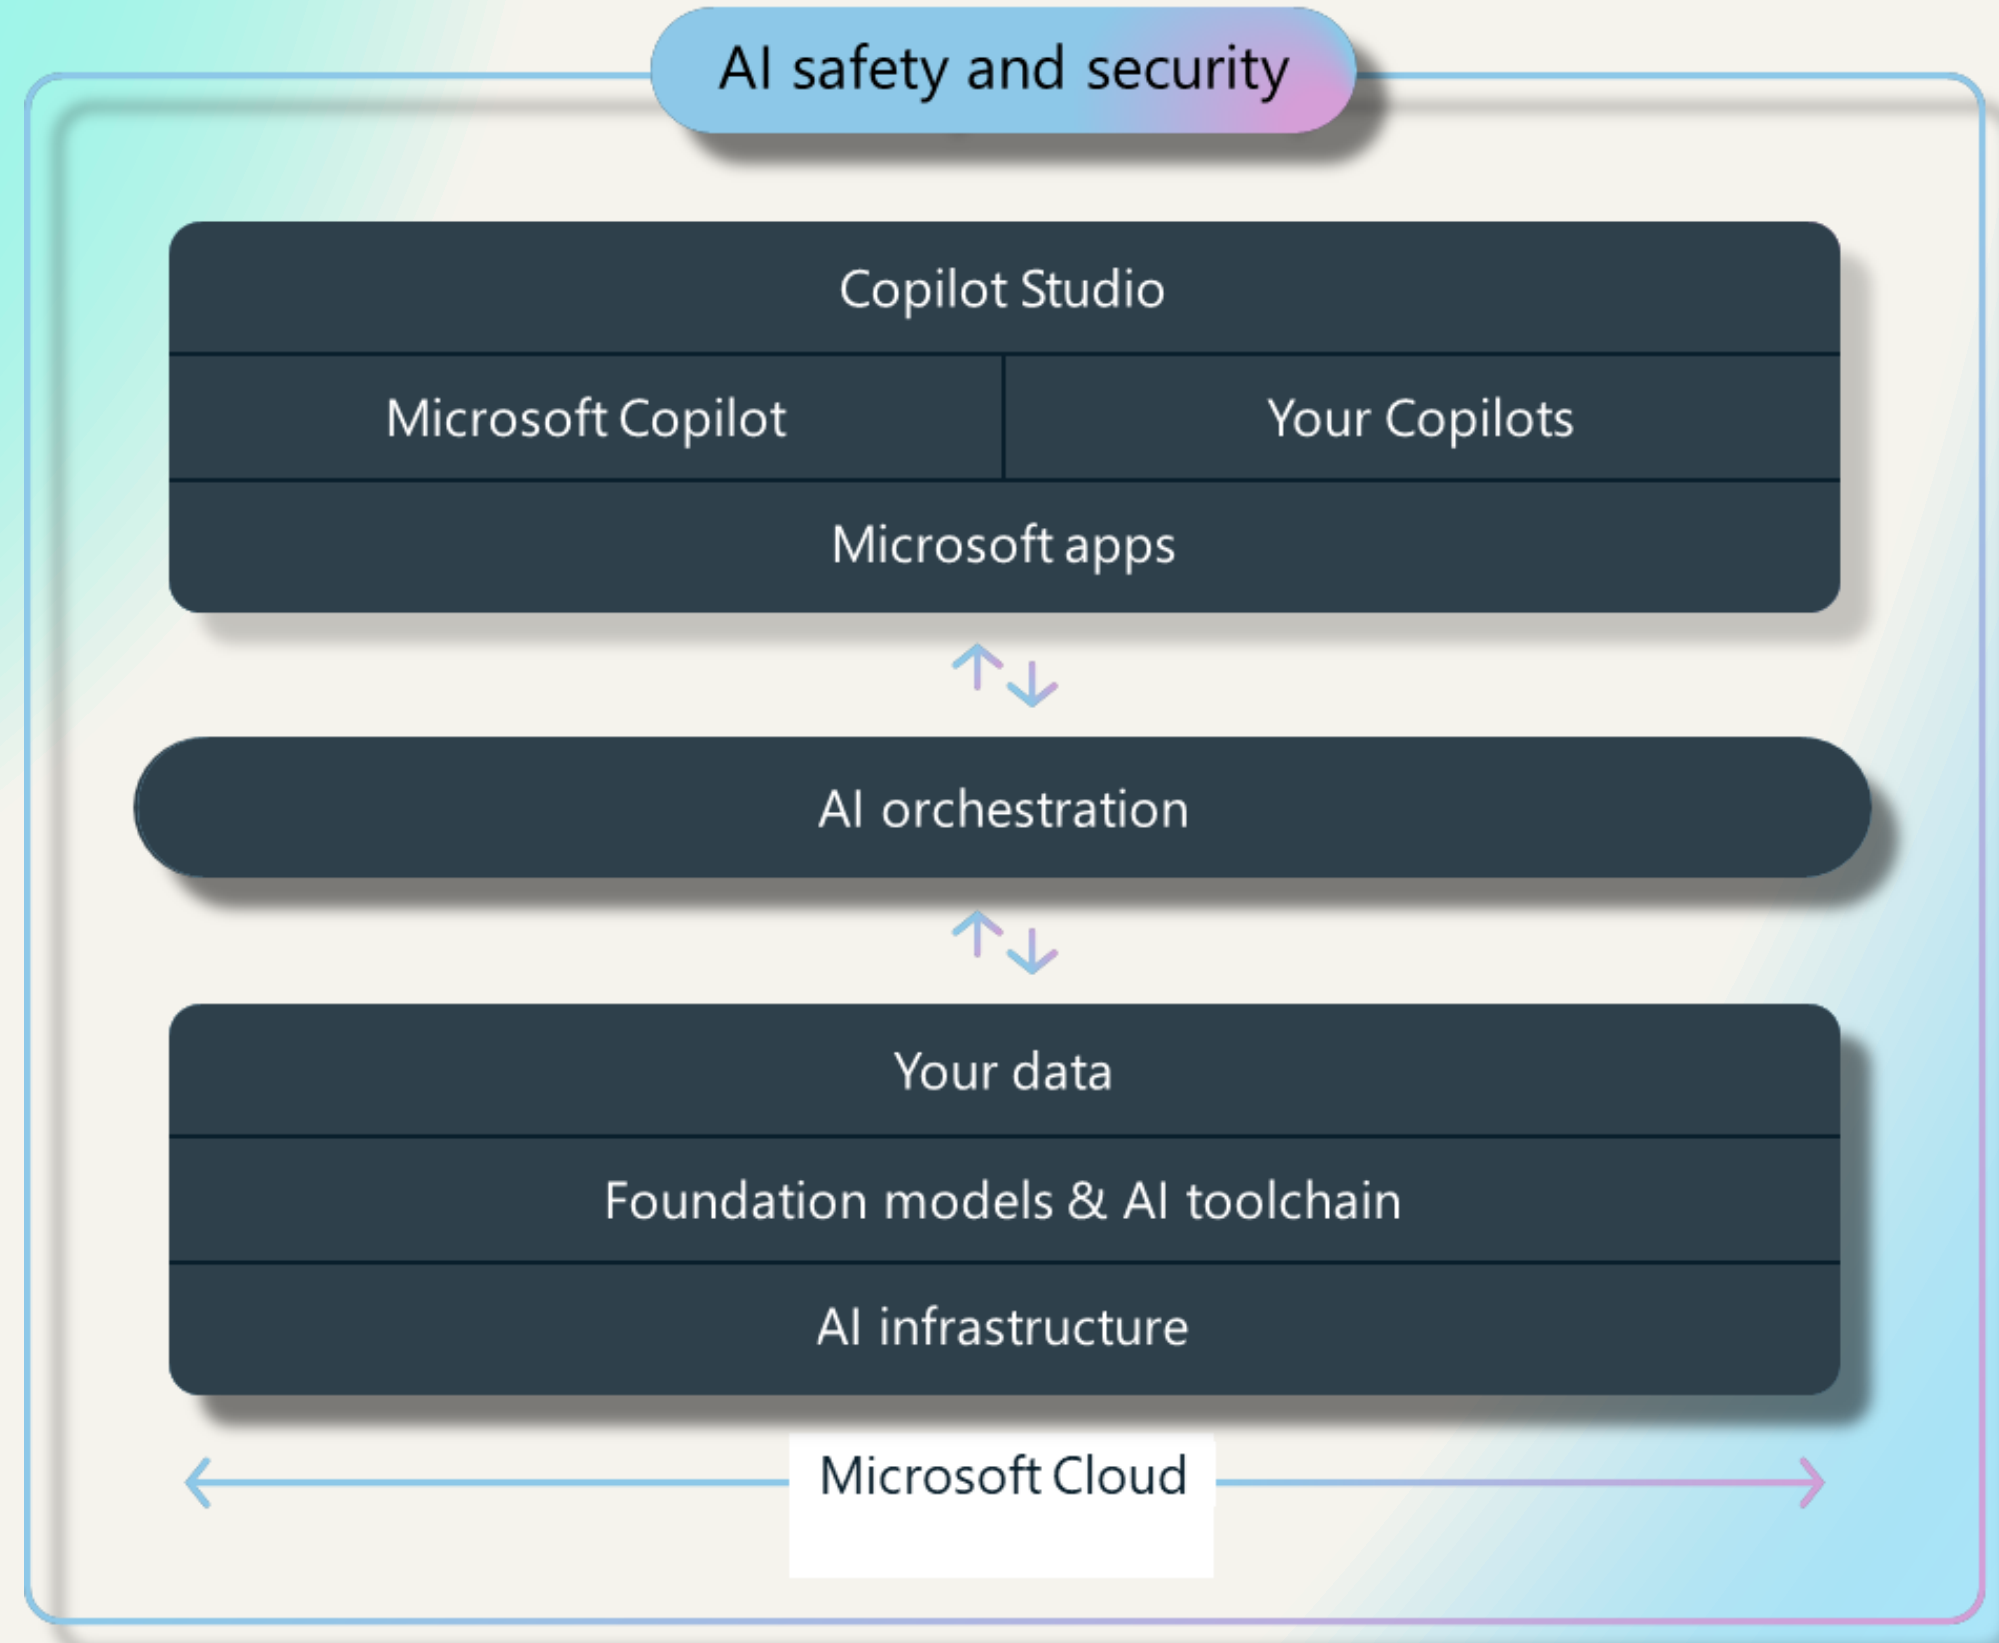 AI safety and security
Copilot Studio
Microsoft Copilot
Your Copilots
Microsoft apps
AI orchestration
Your data
Foundation models & AI toolchain
AI infrastructure
Microsoft Cloud